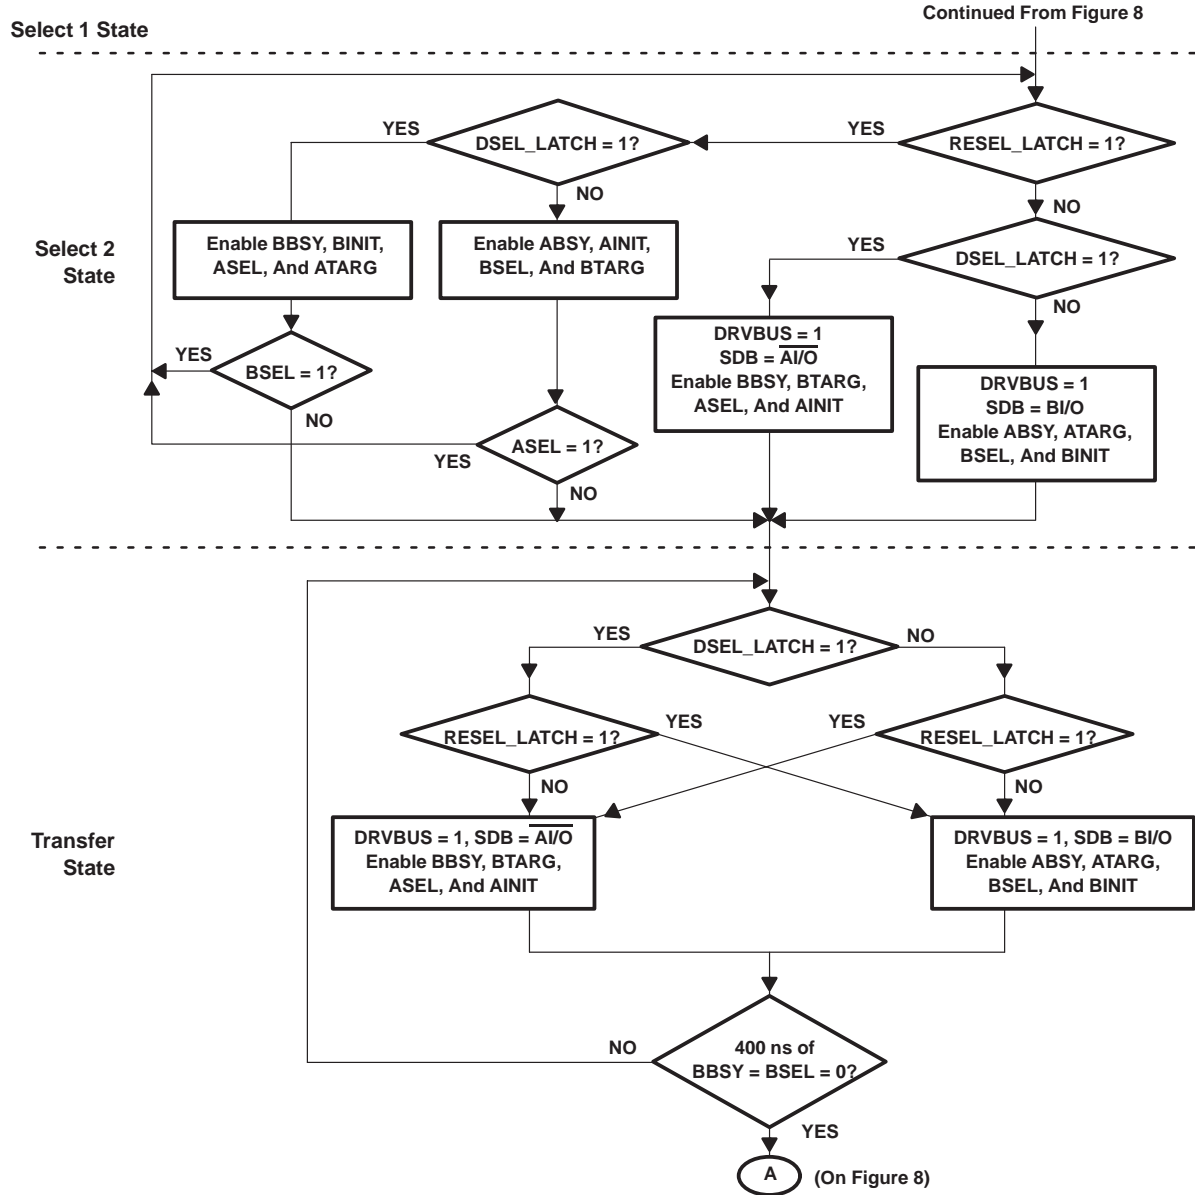 Continued From Figure 8
Select 1 State
YES
DSEL_LATCH = 1?
YES
RESEL_LATCH = 1?
NO
NO
Select 2
State
Enable BBSY, BINIT,
ASEL, And ATARG
Enable ABSY, AINIT,
BSEL, And BTARG
YES
DSEL_LATCH = 1?
NO
DRVBUS = 1
SDB = AI/O
Enable BBSY, BTARG,
ASEL, And AINIT
YES
BSEL = 1?
NO
DRVBUS = 1
SDB = BI/O
Enable ABSY, ATARG,
BSEL, And BINIT
YES
ASEL = 1?
NO
YES
DSEL_LATCH = 1?
NO
RESEL_LATCH = 1?
YES
YES
RESEL_LATCH = 1?
NO
NO
Transfer
State
DRVBUS = 1, SDB = AI/O
Enable BBSY, BTARG,
ASEL, And AINIT
DRVBUS = 1, SDB = BI/O
Enable ABSY, ATARG,
BSEL, And BINIT
NO
400 ns of
BBSY = BSEL = 0?
YES
A
(On Figure 8)